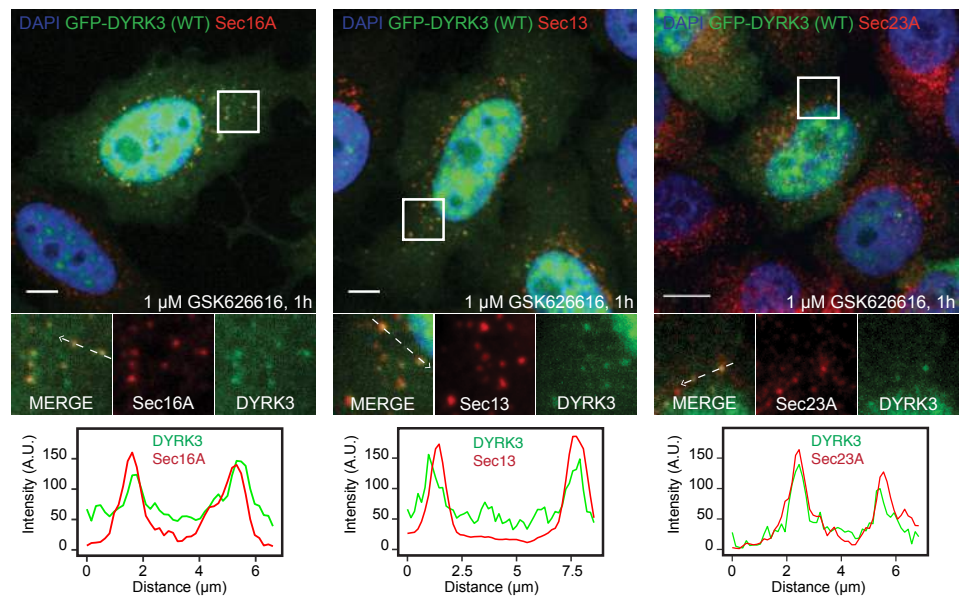 DAPI GFP-DYRK3 (WT) Sec16A
1 µM GSK626616, 1h
MERGE
Sec16A
DYRK3
DYRK3
Sec16A
Intensity (A.U.)
150
100
50
0
0
2
4
6
Distance (µm)
DAPI GFP-DYRK3 (WT) Sec13
1 µM GSK626616, 1h
MERGE
Sec13
DYRK3
DYRK3
Sec13
Intensity (A.U.)
150
100
50
0
0
2.5
5
7.5
Distance (µm)
DAPI GFP-DYRK3 (WT) Sec23A
1 µM GSK626616, 1h
MERGE
Sec23A
DYRK3
DYRK3
Sec23A
Intensity (A.U.)
150
100
50
0
0
2
4
6
Distance (µm)